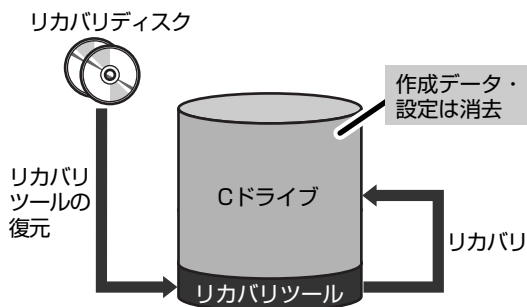 リカバリディスク
作成データ・
設定は消去
リカバリ
ツールの
復元
Cドライブ
リカバリ
リカバリツール